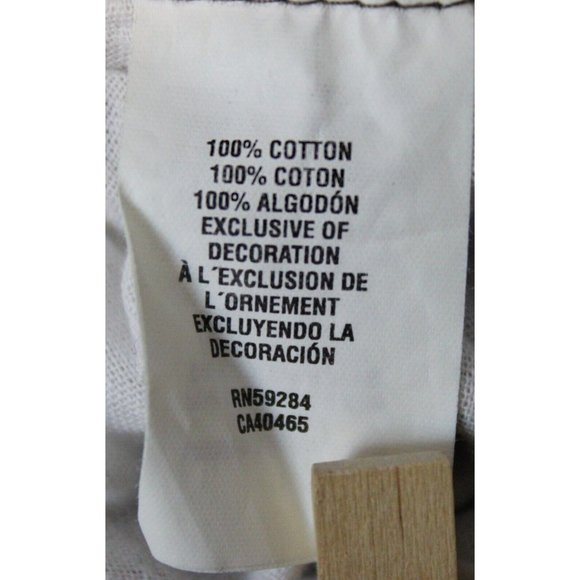 100% COTTON
100% COTON
100% ALGODÓN
EXCLUSIVE OF
DECORATION
À L'EXCLUSION DE
L'ORNEMENT
EXCLUYENDO LA
DECORACIÓN
RN59284
CA40465